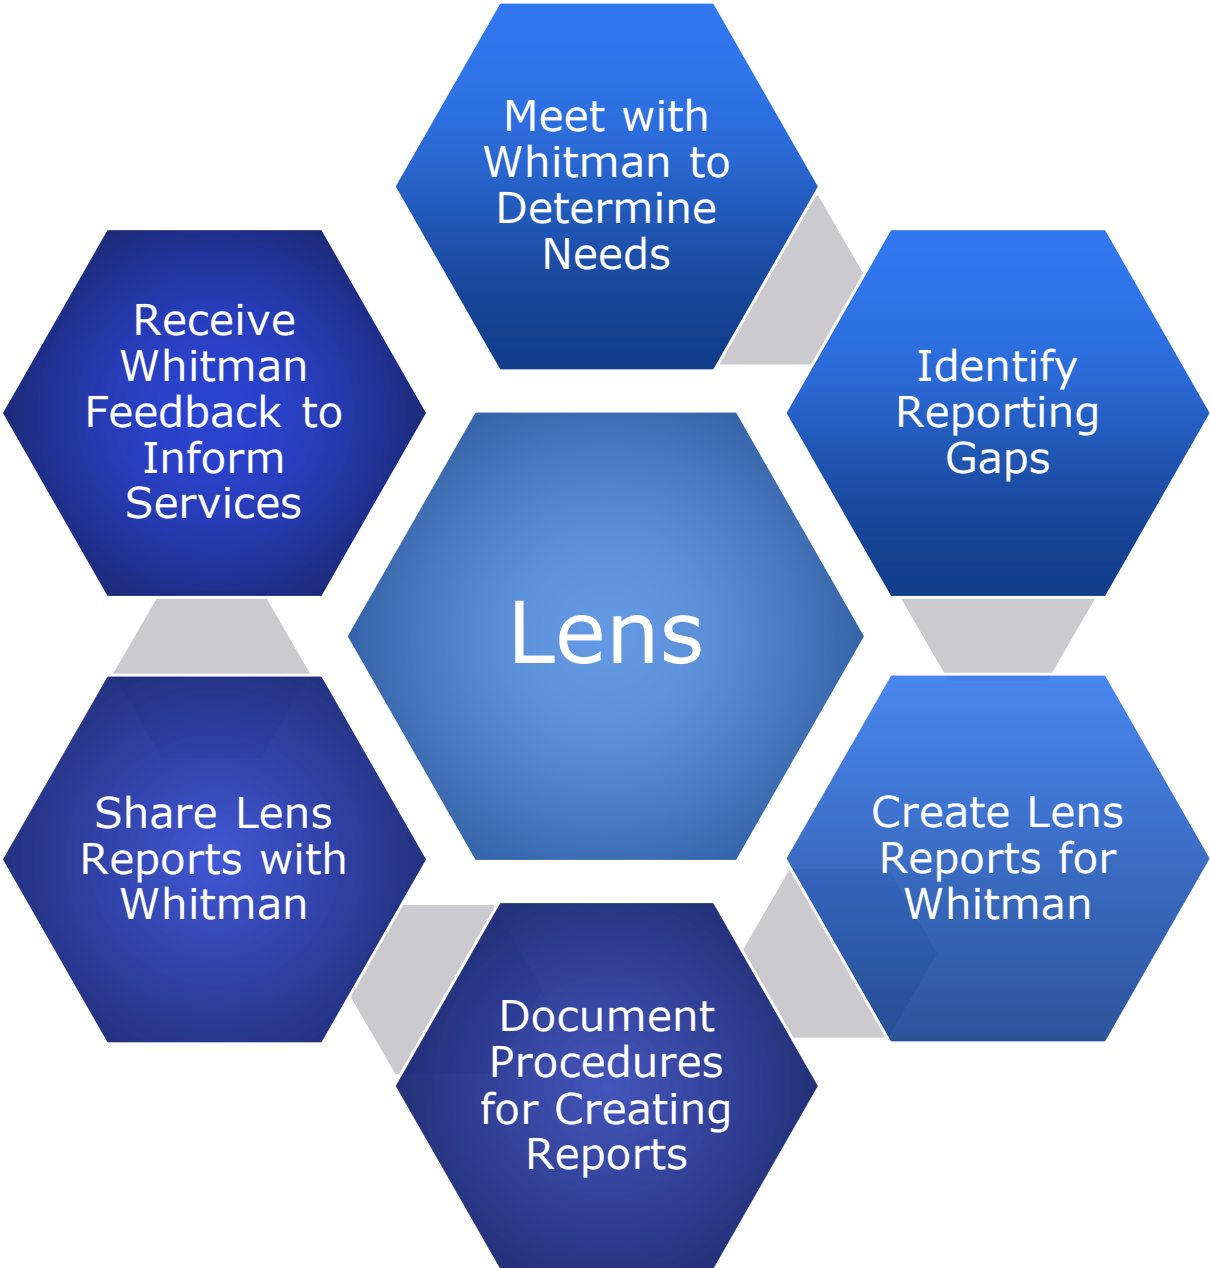 Meet with
Whitman to
Determine
Needs
Identify
Reporting
Gaps
Create Lens
Reports for
Whitman
Document
Procedures
for Creating
Reports
Share Lens
Reports with
Whitman
Receive
Whitman
Feedback to
Inform
Services
Lens